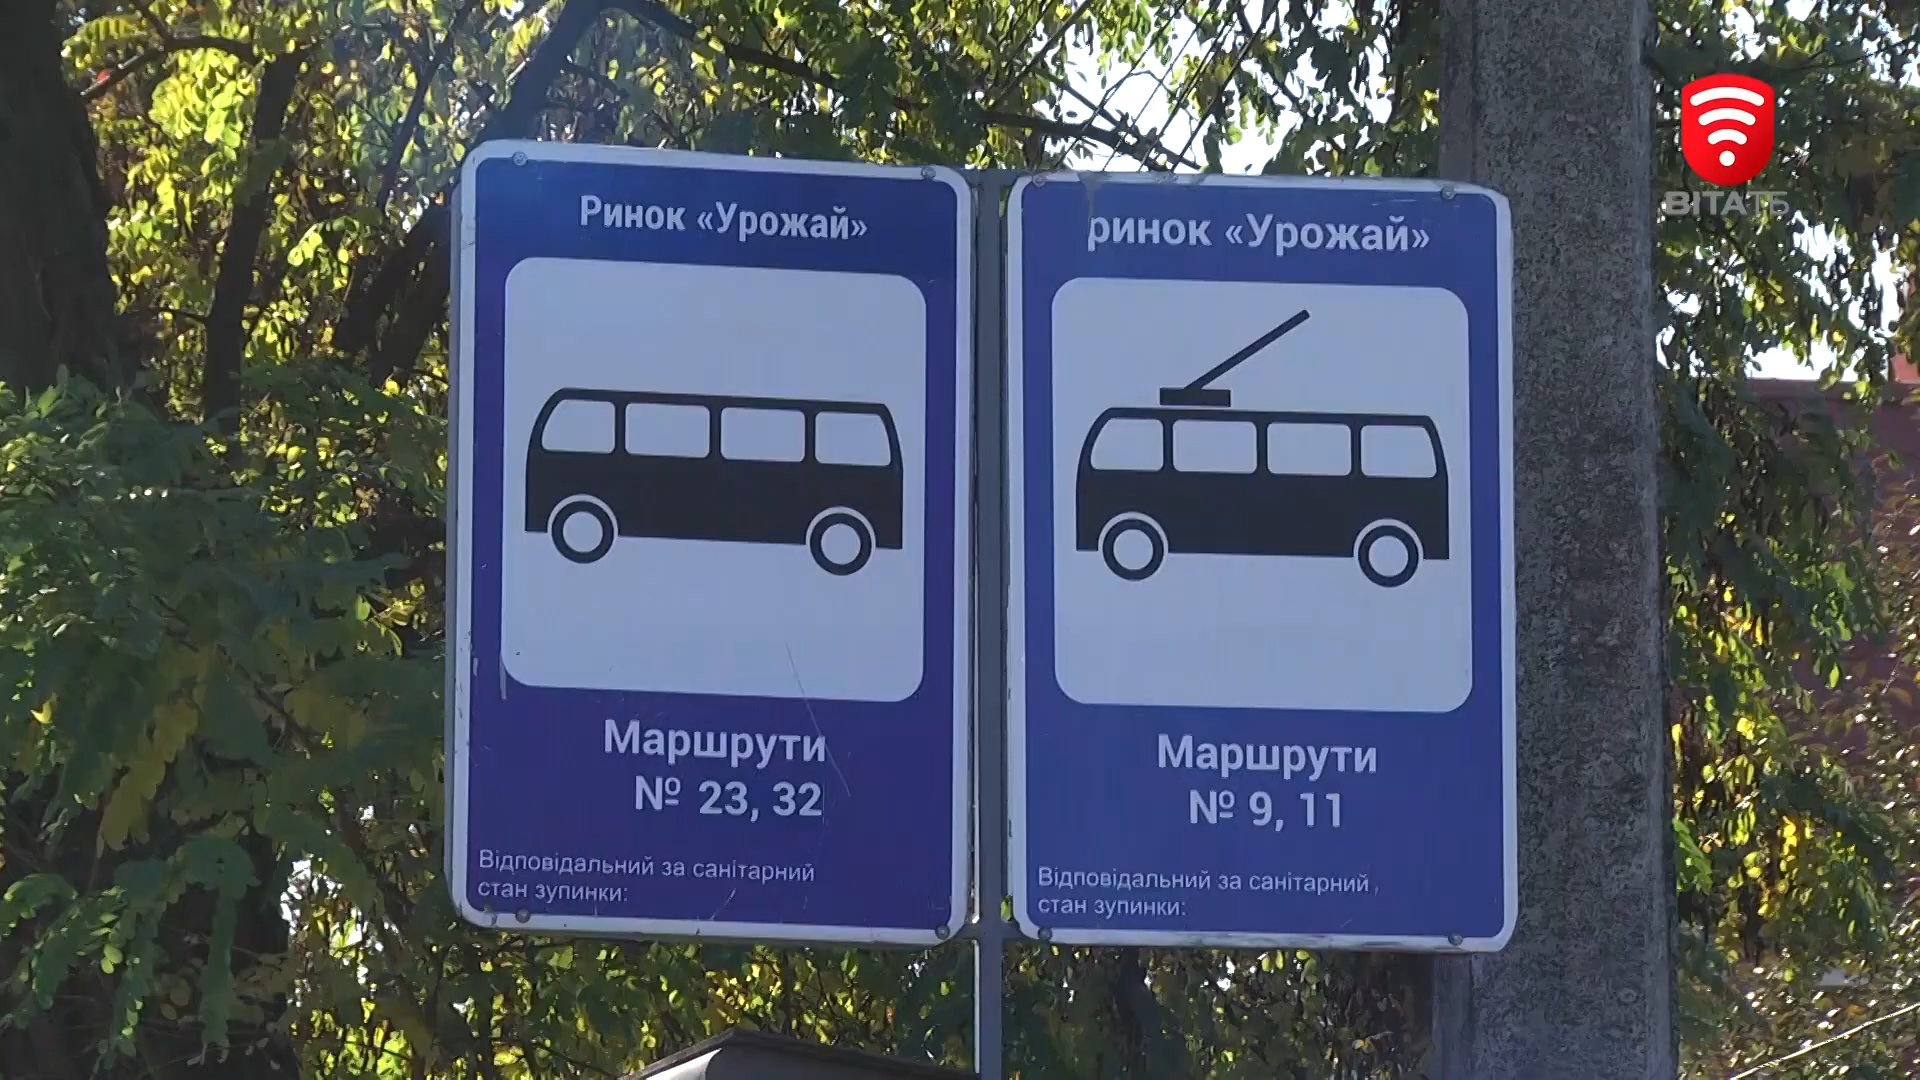 Ринок «Урожай»
Маршрути
№ 23, 32
Відповідальний за санітарний
стан зупинки:
ринок «Урожай»
Маршрути
№ 9, 11
Відповідальний за санітарний
стан зупинки:
ВІТАТБ